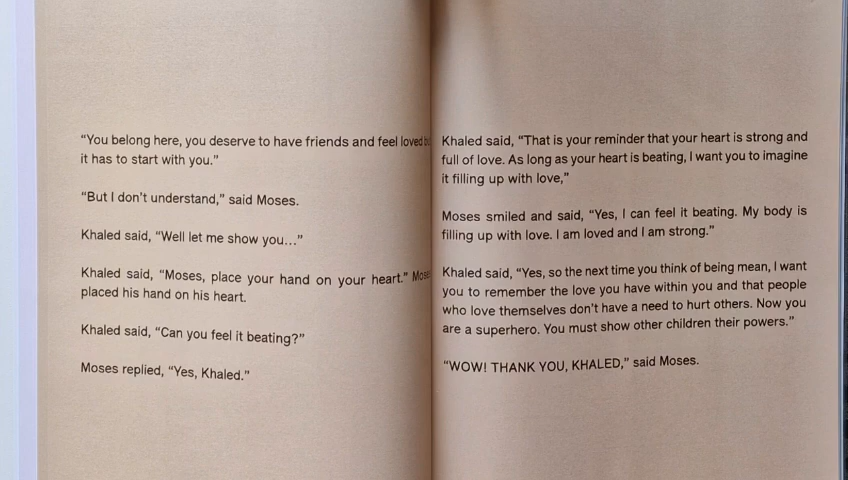 “You belong here, you deserve to have friends and feel loved
it has to start with you.”
“But I don't understand,” said Moses.
Khaled said, “Well let me show you...”
Khaled said, “Moses, place your hand on your heart.” Moses
placed his hand on his heart.
Khaled said, “Can you feel it beating?”
Moses replied, “Yes, Khaled.”
Khaled said, “That is your reminder that your heart is strong and
full of love. As long as your heart is beating, I want you to imagine
it filling up with love,”
Moses smiled and said, “Yes, I can feel it beating. My body is
filling up with love. I am loved and I am strong.”
Khaled said, “Yes, so the next time you think of being mean, I want
you to remember the love you have within you and that people
who love themselves don't have a need to hurt others. Now you
are a superhero. You must show other children their powers.”
“WOW! THANK YOU, KHALED,” said Moses.